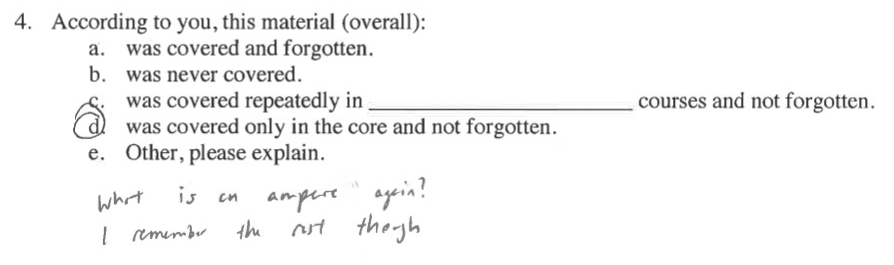 4. According to you, this material (overall):
a. was covered and forgotten.
b. was never covered.
c. was covered repeatedly in ______________________ courses and not forgotten.
d. was covered only in the core and not forgotten.
e. Other, please explain.
What is an ampere again?
I remember the rest though